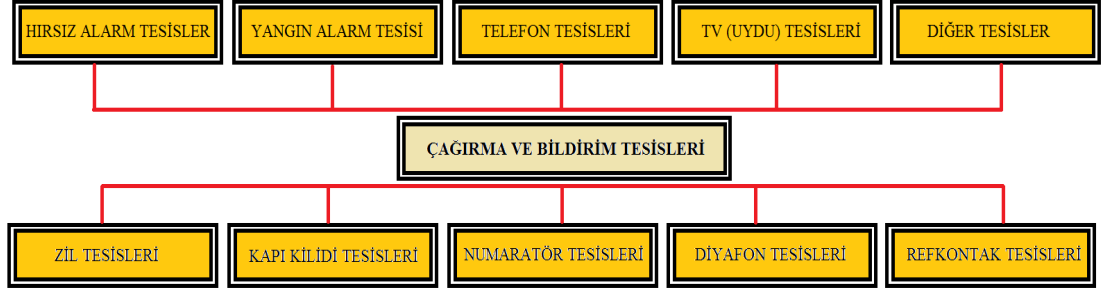 HIRSIZ ALARM TESİSLER
YANGIN ALARM TESİSİ
TELEFON TESİSLERİ
TV (UYDU) TESİSLERİ
DİĞER TESİSLER
ÇAĞIRMA VE BİLDİRİM TESİSLERİ
ZİL TESİSLERİ
KAPI KİLİDİ TESİSLERİ
NUMARATÖR TESİSLERİ
DİYAFON TESİSLERİ
REFKONTAK TESİSLERİ